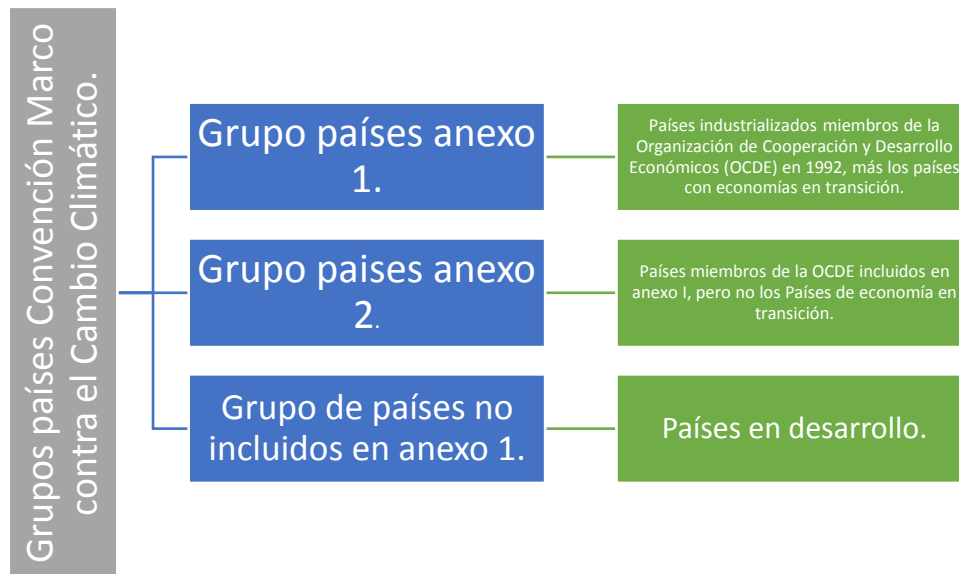 Grupos países Convención Marco
contra el Cambio Climático.
Grupo países anexo
1.
Países industrializados miembros de la
Organización de Cooperación y Desarrollo
Económicos (OCDE) en 1992, más los países
con economías en transición.
Grupo paises anexo
2.
Países miembros de la OCDE incluidos en
anexo I, pero no los Países de economía en
transición.
Grupo de países no
incluidos en anexo 1.
Países en desarrollo.